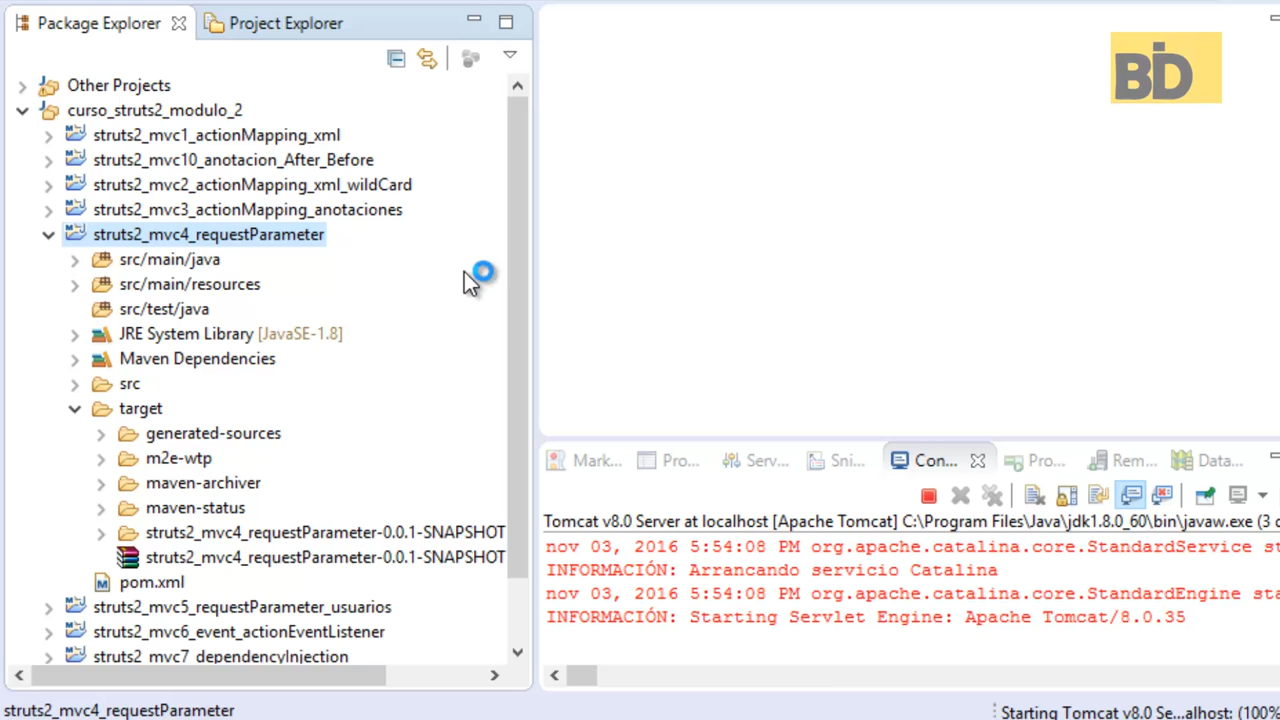 Package Explorer
Project Explorer
BiD
Other Projects
curso_struts2_modulo_2
struts2_mvc1_actionMapping_xml
struts2_mvc10_anotacion_After_Before
struts2_mvc2_actionMapping_xml_wildCard
struts2_mvc3_actionMapping_anotaciones
struts2_mvc4_requestParameter
src/main/java
src/main/resources
src/test/java
JRE System Library [JavaSE-1.8]
Maven Dependencies
src
target
generated-sources
m2e-wtp
maven-archiver
maven-status
struts2_mvc4_requestParameter-0.0.1-SNAPSHOT
struts2_mvc4_requestParameter-0.0.1-SNAPSHOT
pom.xml
struts2_mvc5_requestParameter_usuarios
struts2_mvc6_event_actionEventListener
struts2_mvc7_dependencyInjection
Mark... Pro... Serv... Sni... Con... Pro... Rem... Data...
Tomcat v8.0 Server at localhost [Apache Tomcat] C:\Program Files\Java\jdk1.8.0_60\bin\javaw.exe (3 
nov 03, 2016 5:54:08 PM org.apache.catalina.core.StandardService st
INFORMACIÓN: Arrancando servicio Catalina
nov 03, 2016 5:54:08 PM org.apache.catalina.core.StandardEngine sta
INFORMACIÓN: Starting Servlet Engine: Apache Tomcat/8.0.35
struts2_mvc4_requestParameter
Starting Tomcat v8.0 Se...alhost: (100%